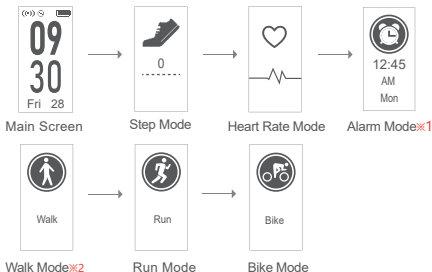 09
30
Fri 28
Main Screen
0
Step Mode
Heart Rate Mode
12:45
AM
Mon
Alarm Mode※1
Walk
Walk Mode※2
Run
Run Mode
Bike
Bike Mode